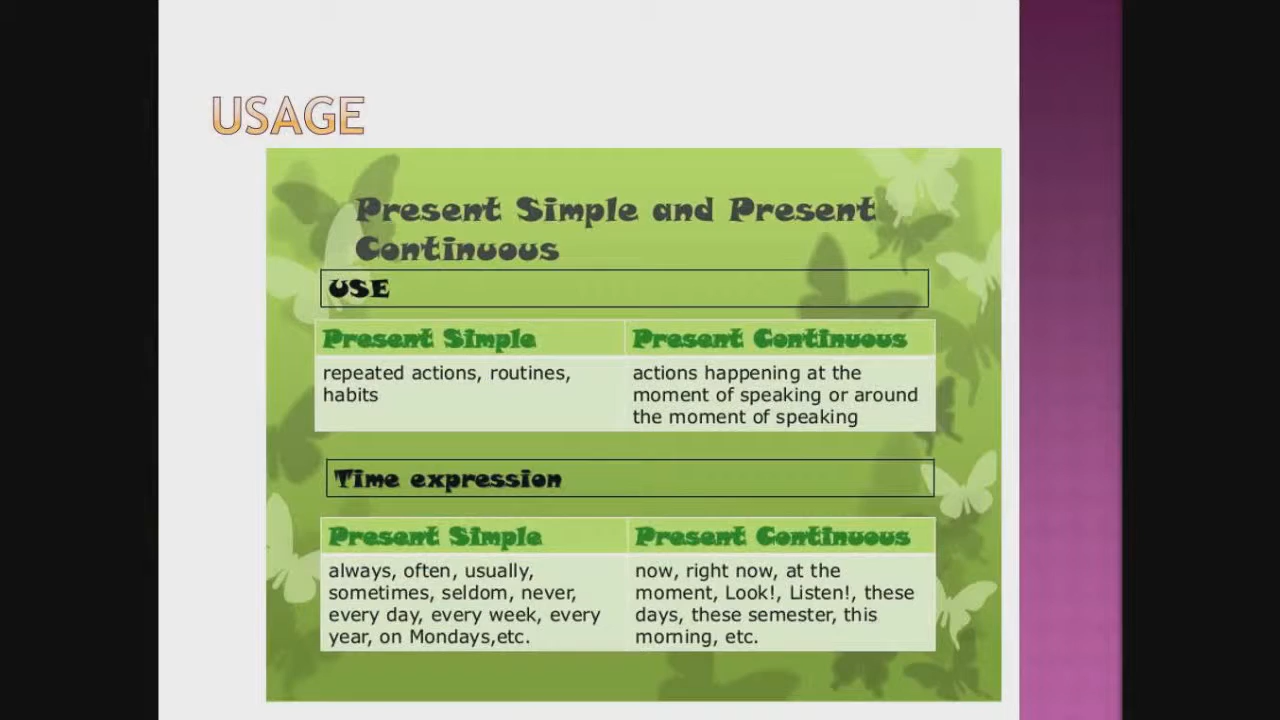 USAGE
Present Simple and Present
Continuous
USE
Present Simple
repeated actions, routines,
habits
Present Continuous
actions happening at the
moment of speaking or around
the moment of speaking
Time expression
Present Simple
always, often, usually,
sometimes, seldom, never,
every day, every week, every
year, on Mondays,etc.
Present Continuous
now, right now, at the
moment, Look!, Listen!, these
days, these semester, this
morning, etc.